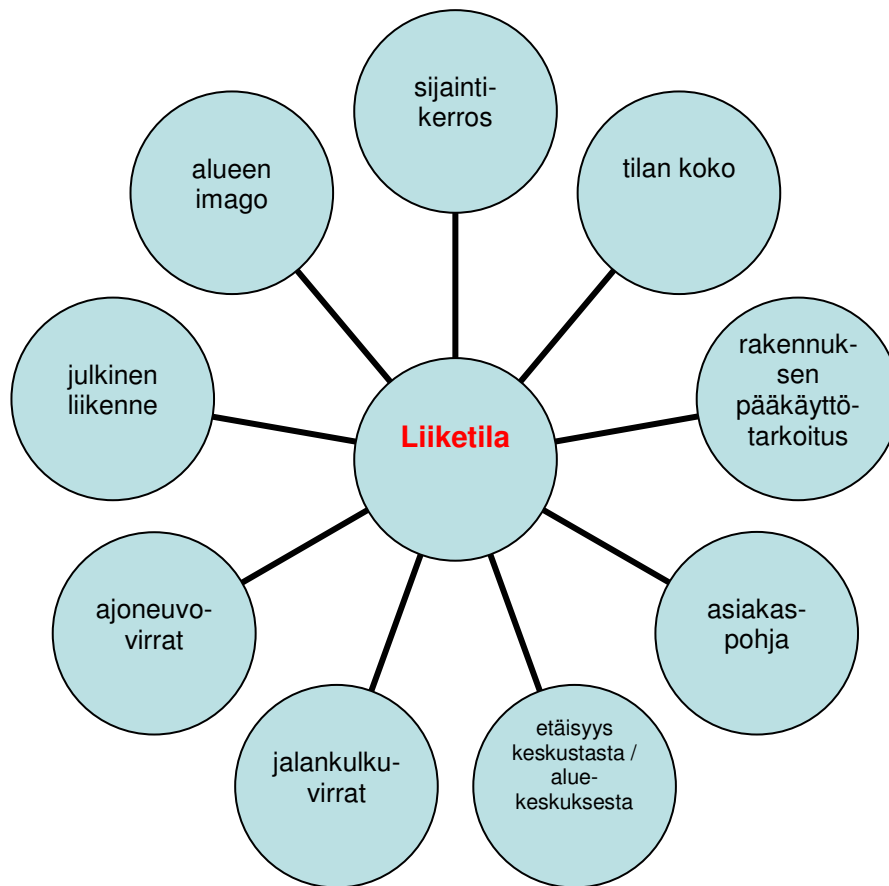 sijainti-
kerros
tilan koko
rakennuk-
sen
pääkäyttö-
tarkoitus
asiakas-
pohja
etäisyys
keskustasta /
alue-
keskuksesta
jalankulku-
virrat
ajoneuvo-
virrat
julkinen
liikenne
alueen
imago
Liiketila